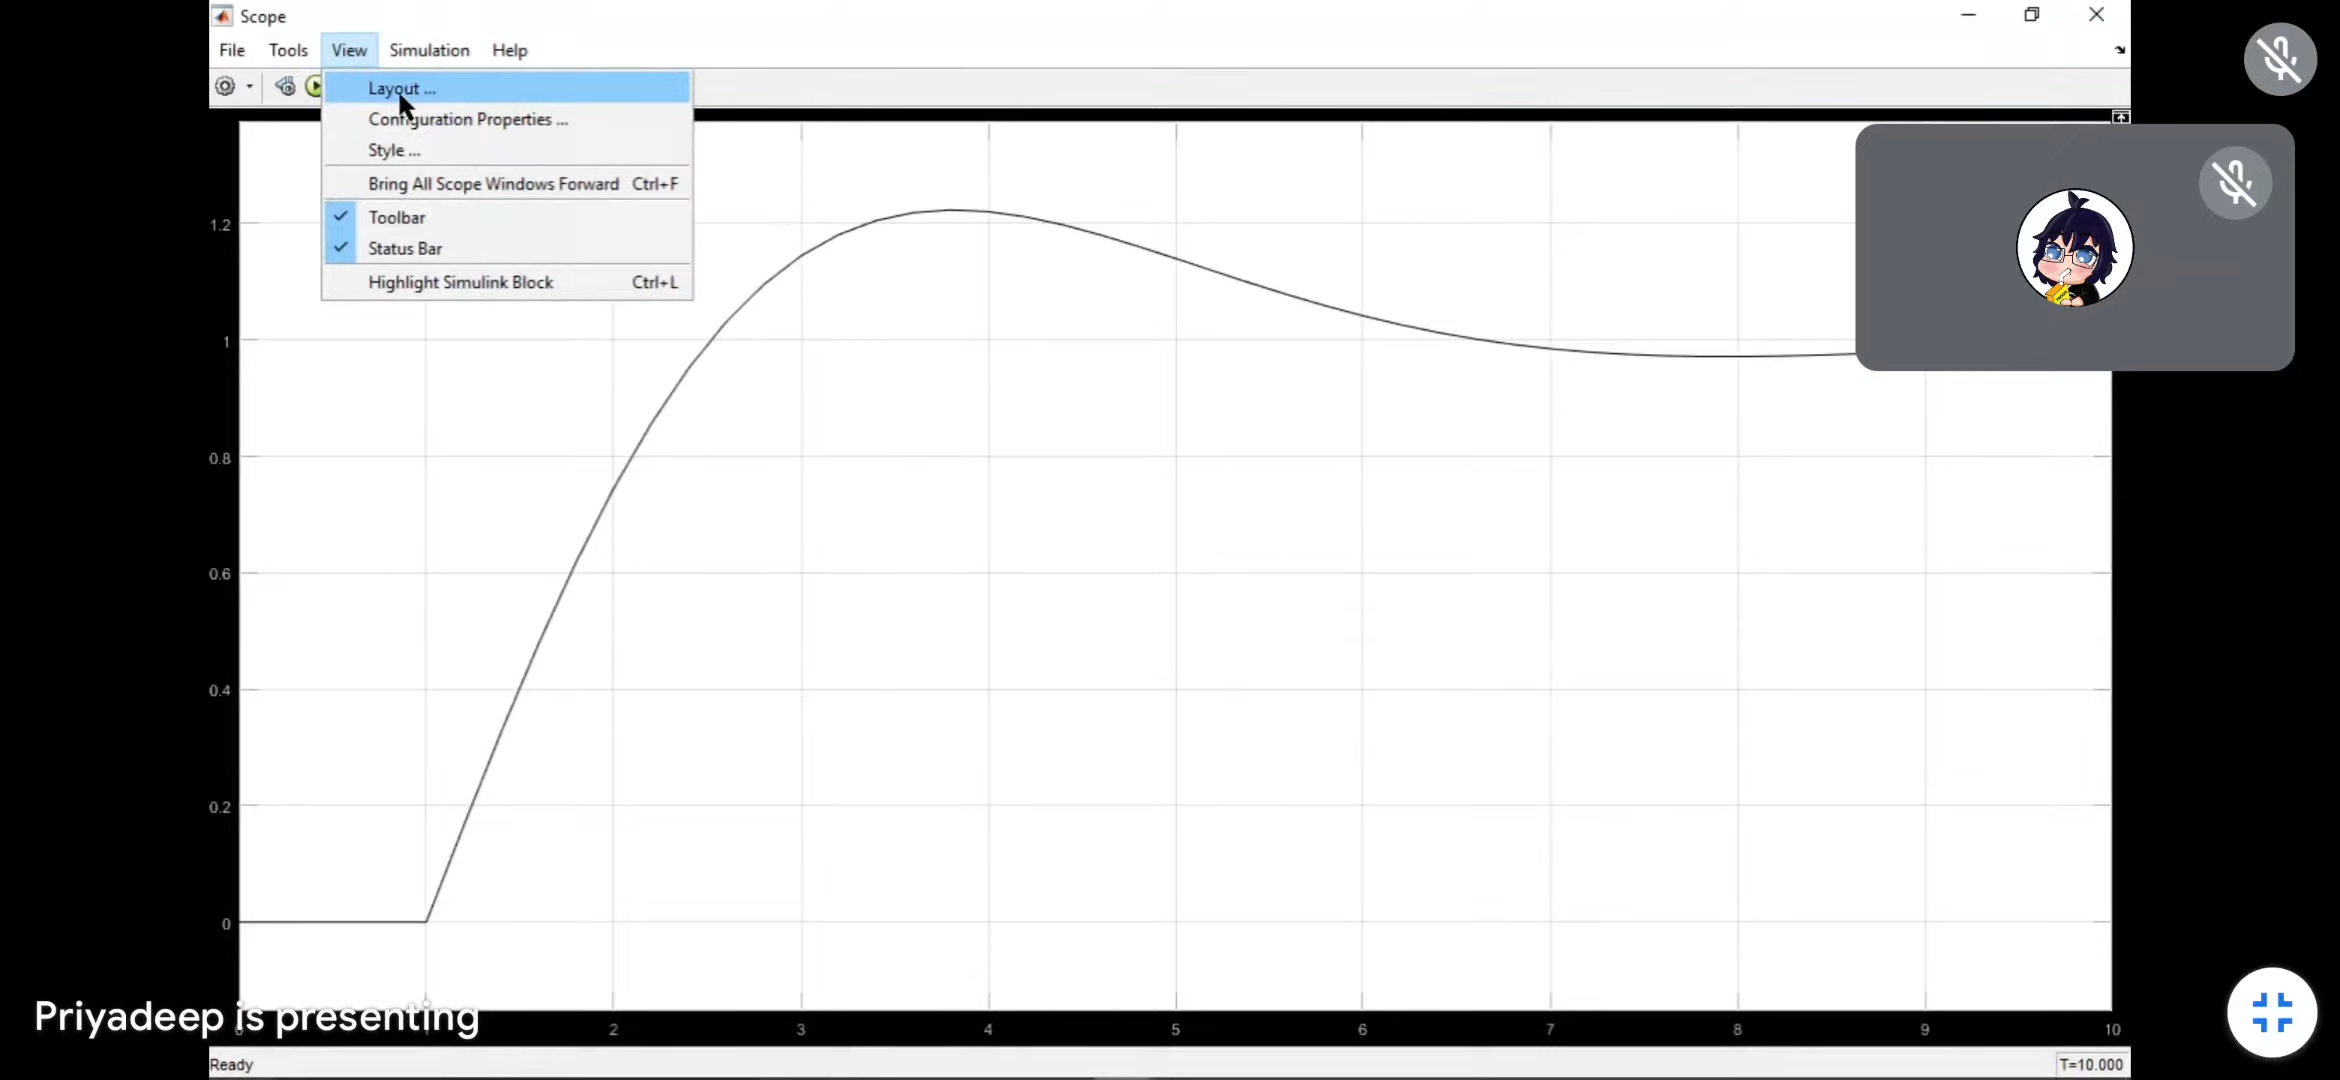 Scope
File Tools View Simulation Help
Layout ...
Configuration Properties ...
Style ...
Bring All Scope Windows Forward Ctrl+F
Toolbar
Status Bar
Highlight Simulink Block Ctrl+L
1.2
1
0.8
0.6
0.4
0.2
0
2 3 4 5 6 7 8 9 10
Priyadeep is presenting
Ready T=10.000